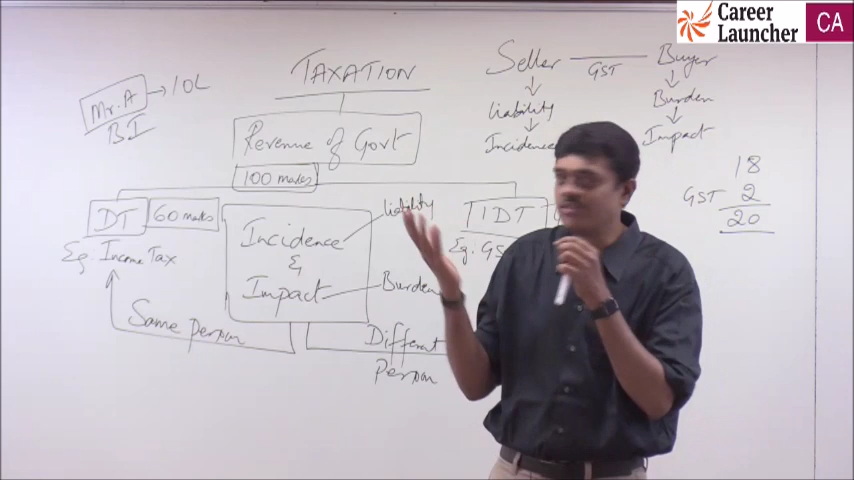 Career
Launcher
CA
TAXATION
Mr. A → 10L
BI
Revenue of Govt
100 marks
DT
60 marks
Eg. Income Tax
Incidence
&
Impact
liability
Burden
Same person
Different
Person
IDT
Eg. GS
Seller
GST
Buyer
liability
Burden
Incidence
Impact
18
GST 2
20